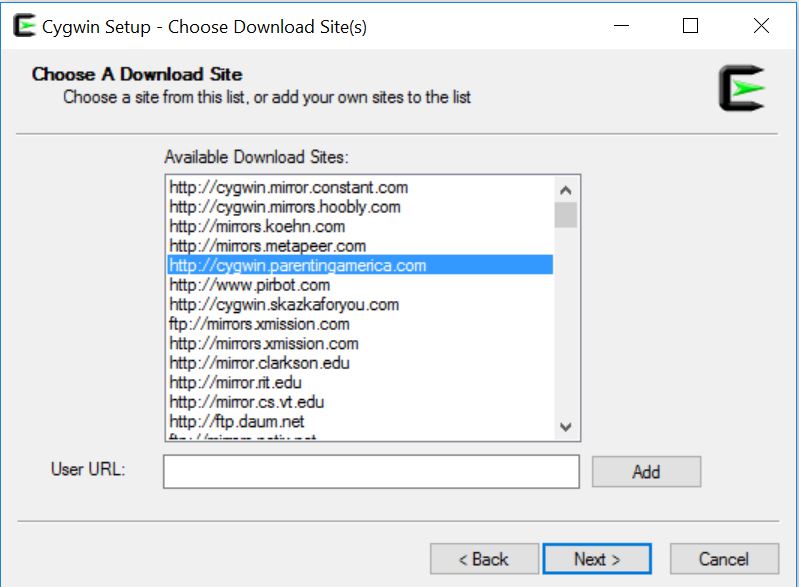 Cygwin Setup - Choose Download Site(s)
Choose A Download Site
Choose a site from this list, or add your own sites to the list
Available Download Sites:
http://cygwin.mirror.constant.com
http://cygwin.mirrors.hoobly.com
http://mirrors.koehn.com
http://mirrors.metapeer.com
http://cygwin.parentingamerica.com
http://www.pirbot.com
http://cygwin.skazkaforyou.com
ftp://mirrors.xmission.com
http://mirrors.xmission.com
http://mirror.clarkson.edu
http://mirror.rit.edu
http://mirror.cs.vt.edu
http://ftp.daum.net
User URL:
Add
< Back
Next >
Cancel